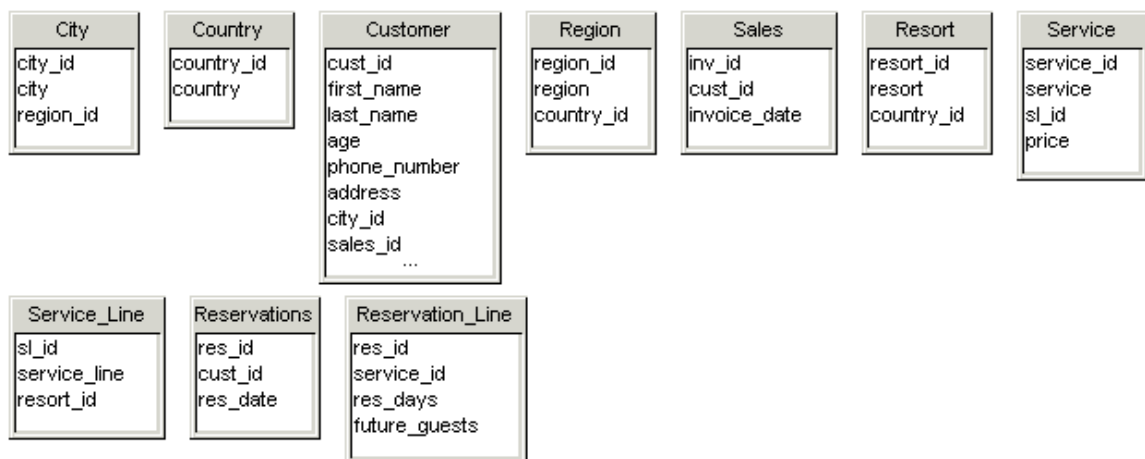 City
city_id
city
region_id
Country
country_id
country
Customer
cust_id
first_name
last_name
age
phone_number
address
city_id
sales_id
...
Region
region_id
region
country_id
Sales
inv_id
cust_id
invoice_date
Resort
resort_id
resort
country_id
Service
service_id
service
sl_id
price
Service_Line
sl_id
service_line
resort_id
Reservations
res_id
cust_id
res_date
Reservation_Line
res_id
service_id
res_days
future_guests